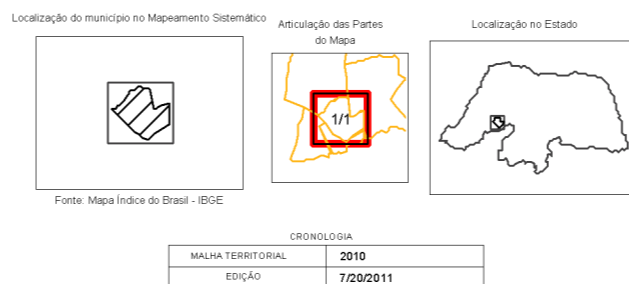 Localização do município no Mapeamento Sistemático
Articulação das Partes
do Mapa
Localização no Estado
1/1
Fonte: Mapa Índice do Brasil - IBGE
CRONOLOGIA
MALHA TERRITORIAL 2010
EDIÇÃO 7/20/2011